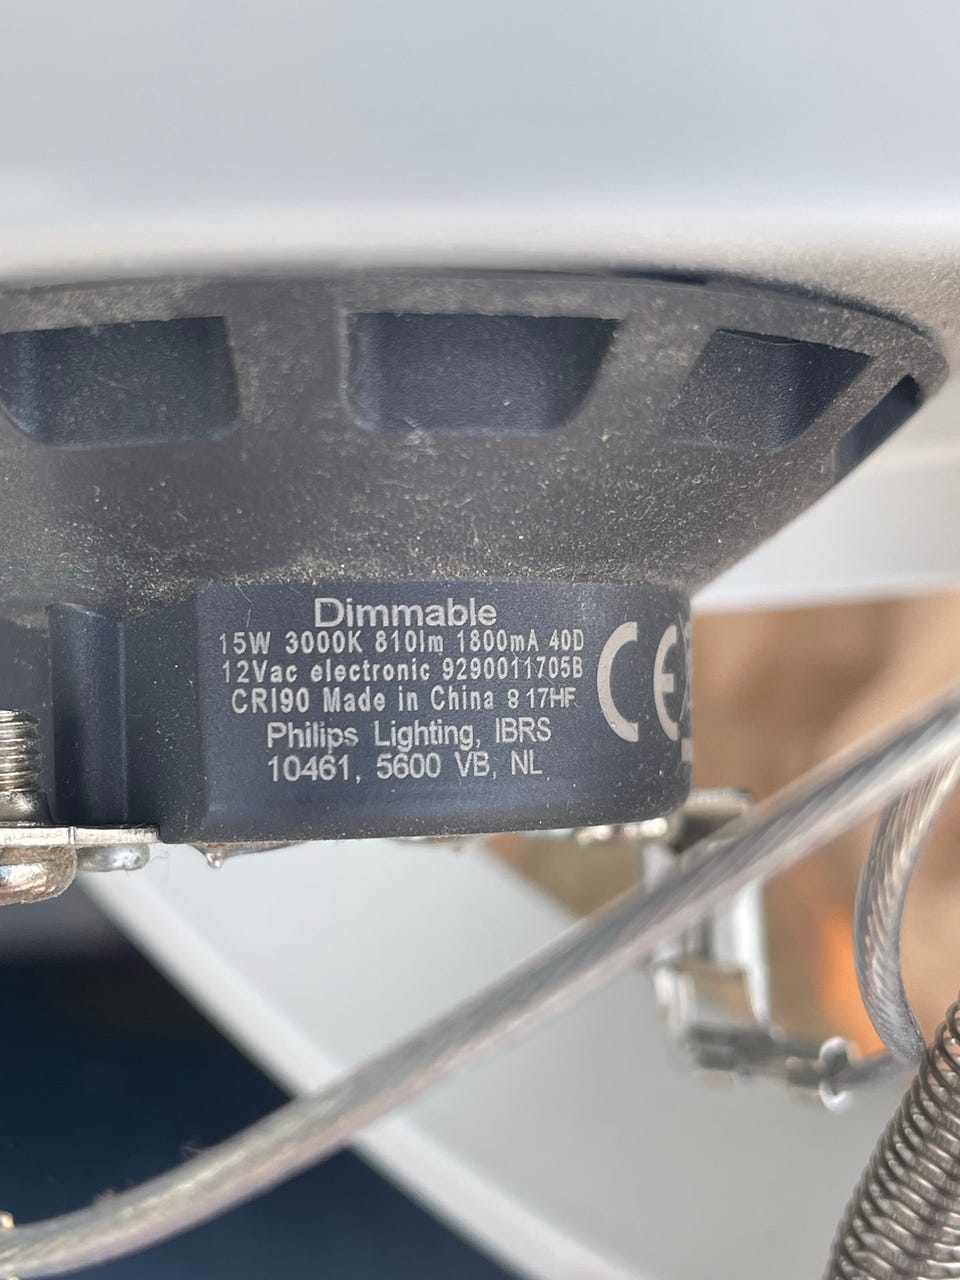 Dimmable
15W 3000K 810lm 1800mA 40D
12Vac electronic 9290011705B
CRI90 Made in China 8 17HF
Philips Lighting, IBRS
10461, 5600 VB, NL
CE